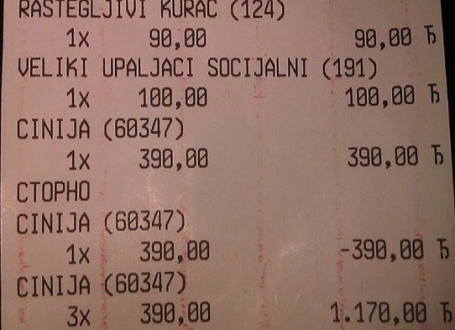 RASTEGLJIVI KURAC (124)
1x 90,00 90,00 Ђ
VELIKI UPALJACI SOCIJALNI (191)
1x 100,00 100,00 Ђ
CINIJA (60347)
1x 390,00 390,00 Ђ
СТОРНО
CINIJA (60347)
1x 390,00 -390,00 Ђ
CINIJA (60347)
3x 390,00 1.170,00 Ђ